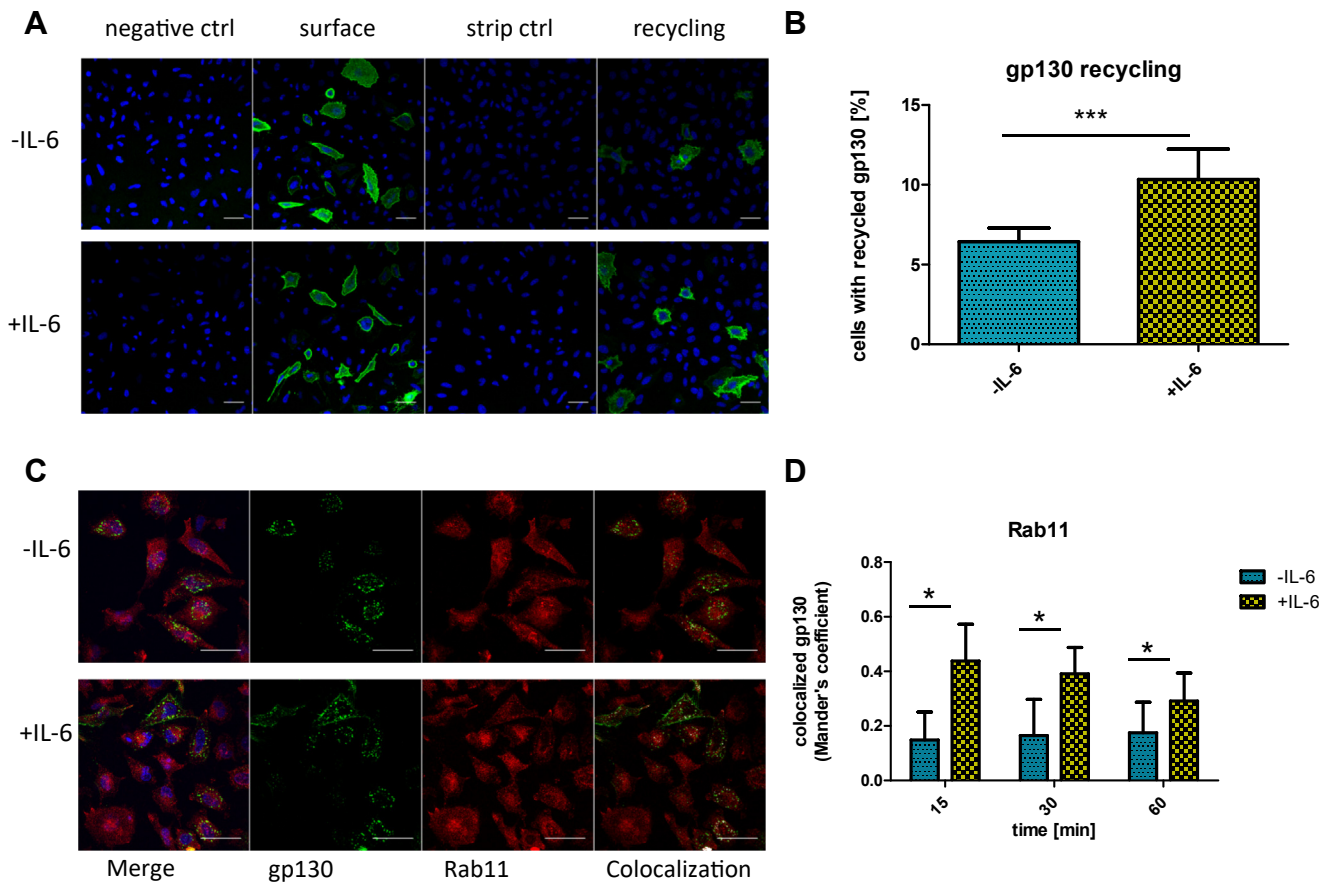 A
negative ctrl surface strip ctrl recycling
-IL-6
+IL-6
B
gp130 recycling
cells with recycled gp130 [%]
15
10
5
0
***
-IL-6
+IL-6
C
-IL-6
+IL-6
Merge gp130 Rab11 Colocalization
D
Rab11
colocalized gp130
(Mander's coefficient)
0.8
0.6
0.4
0.2
0.0
* * *
15 30 60
time [min]
-IL-6
+IL-6